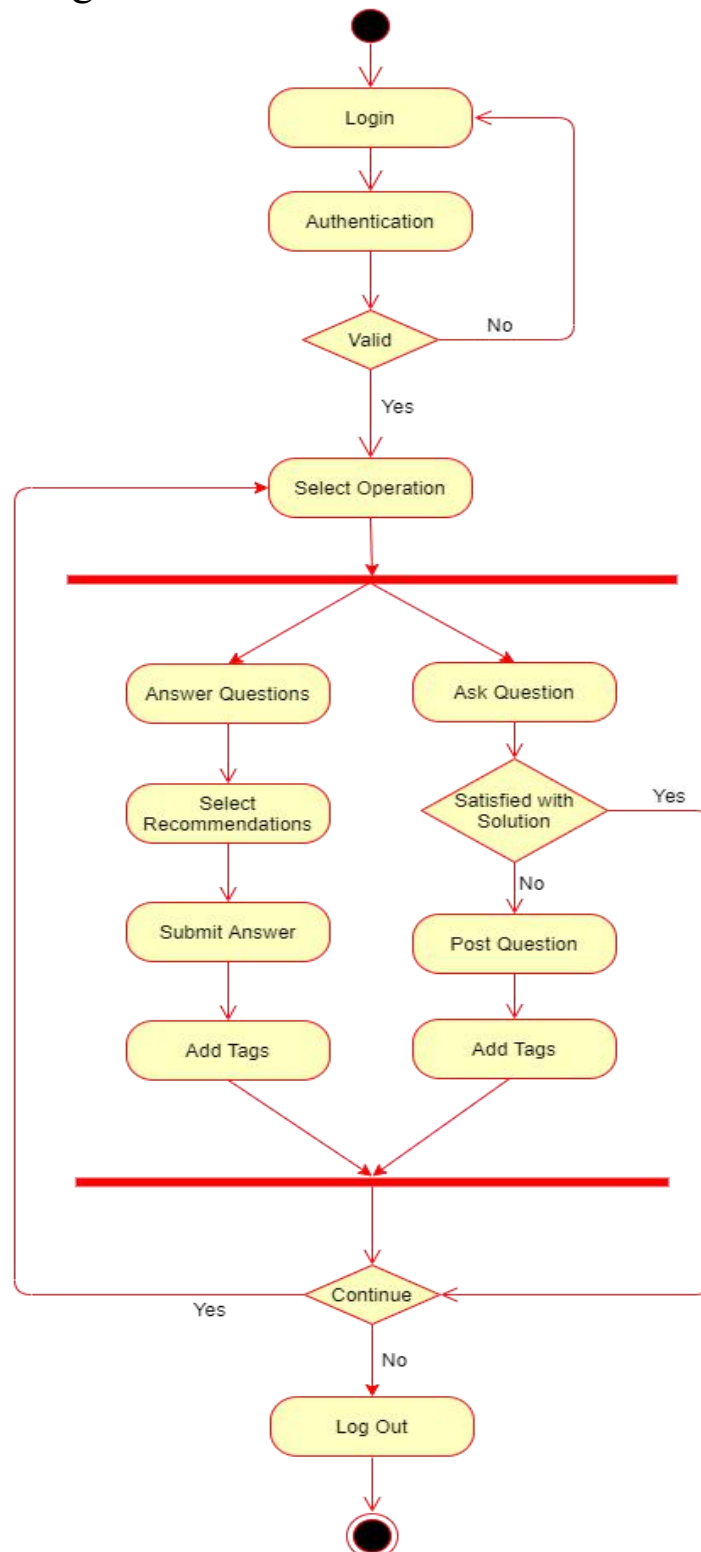 Login
Authentication
Valid
No
Yes
Select Operation
Answer Questions
Ask Question
Select
Recommendations
Satisfied with
Solution
Yes
No
Submit Answer
Post Question
Add Tags
Add Tags
Continue
Yes
No
Log Out